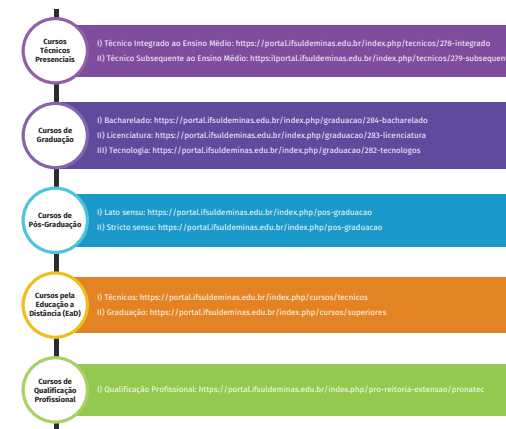 Cursos
Técnicos
Presenciais
I) Técnico Integrado ao Ensino Médio: https://portal.ifsuldeminas.edu.br/index.php/tecnicos/278-integrado
II) Técnico Subsequente ao Ensino Médio: https:ilportal.ifsuldeminas.edu.br/index.php/tecnicos/279-subsequen
Cursos de
Graduação
I) Bacharelado: https://portal.ifsuldeminas.edu.br/index.php/graduacao/284-bacharelado
II) Licenciatura: https://portal.ifsuldeminas.edu.br/index.php/graduacao/283-licenciatura
III) Tecnologia: https://portal.ifsuldeminas.edu.br/index.php/graduacao/282-tecnologos
Cursos de
Pós-Graduação
I) Lato sensu: https://portal.ifsuldeminas.edu.br/index.php/pos-graduacao
II) Stricto sensu: https://portal.ifsuldeminas.edu.br/index.php/pos-graduacao
Cursos pela
Educação a
Distância (EaD)
I) Técnicos: https://portal.ifsuldeminas.edu.br/index.php/cursos/tecnicos
II) Graduação: https://portal.ifsuldeminas.edu.br/index.php/cursos/superiores
Cursos de
Qualificação
Profissional
I) Qualificação Profissional: https://portal.ifsuldeminas.edu.br/index.php/pro-reitoria-extensao/pronatec